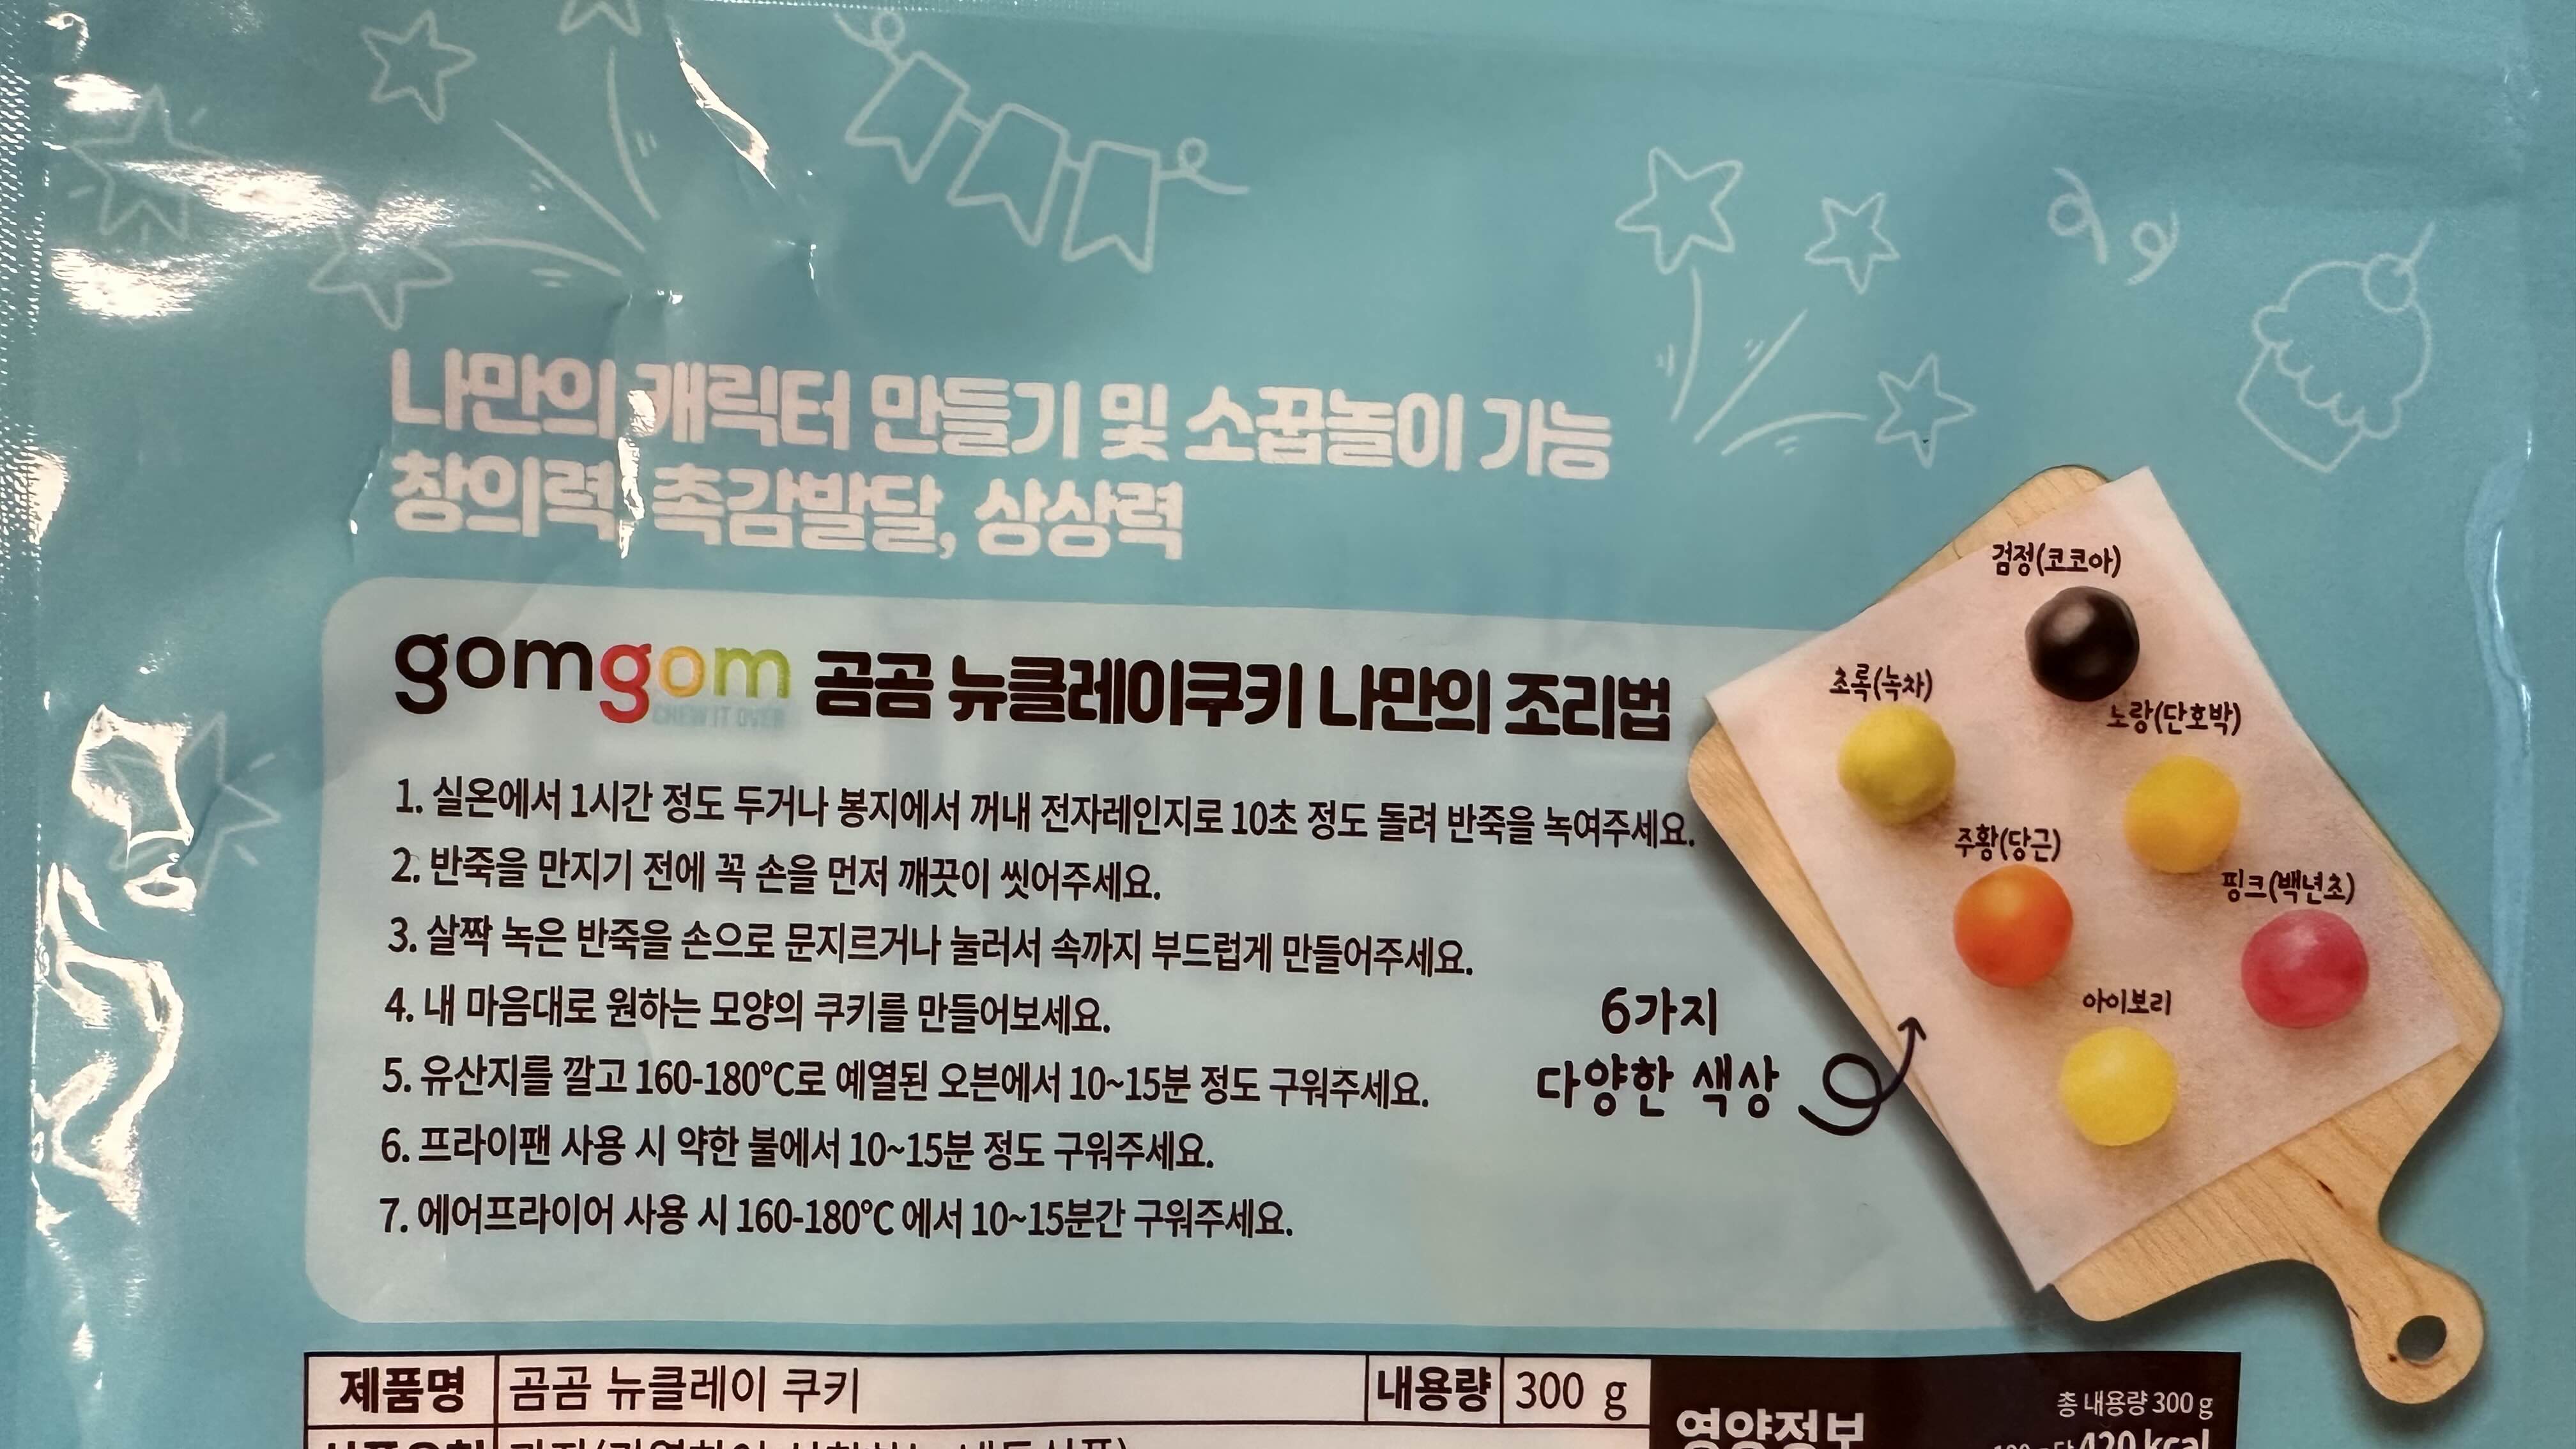 나만의 캐릭터 만들기 및 소꿉놀이 가능
창의력, 촉감발달, 상상력
gomgom
CHEW IT OVER
곰곰 뉴클레이쿠키 나만의 조리법
1. 실온에서 1시간 정도 두거나 봉지에서 꺼내 전자레인지로 10초 정도 돌려 반죽을 녹여주세요.
2. 반죽을 만지기 전에 꼭 손을 먼저 깨끗이 씻어주세요.
3. 살짝 녹은 반죽을 손으로 문지르거나 눌러서 속까지 부드럽게 만들어주세요.
4. 내 마음대로 원하는 모양의 쿠키를 만들어보세요.
5. 유산지를 깔고 160-180°C로 예열된 오븐에서 10~15분 정도 구워주세요.
6. 프라이팬 사용 시 약한 불에서 10~15분 정도 구워주세요.
7. 에어프라이어 사용 시 160-180°C 에서 10~15분간 구워주세요.
6가지
다양한 색상
검정(코코아)
초록(녹차)
노랑(단호박)
주황(당근)
핑크(백년초)
아이보리
제품명 곰곰 뉴클레이 쿠키 내용량 300 g
영양정보
총 내용량 300 g
420 kcal